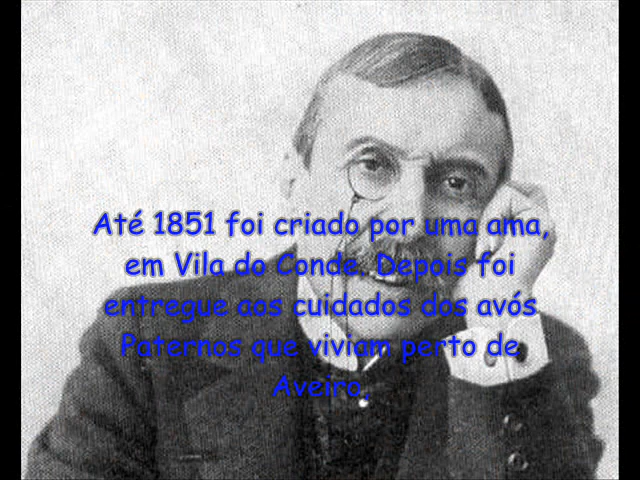 Até 1851 foi criado por uma ama,
em Vila do Conde. Depois foi
entregue aos cuidados dos avós
Paternos que viviam perto de
Aveiro,